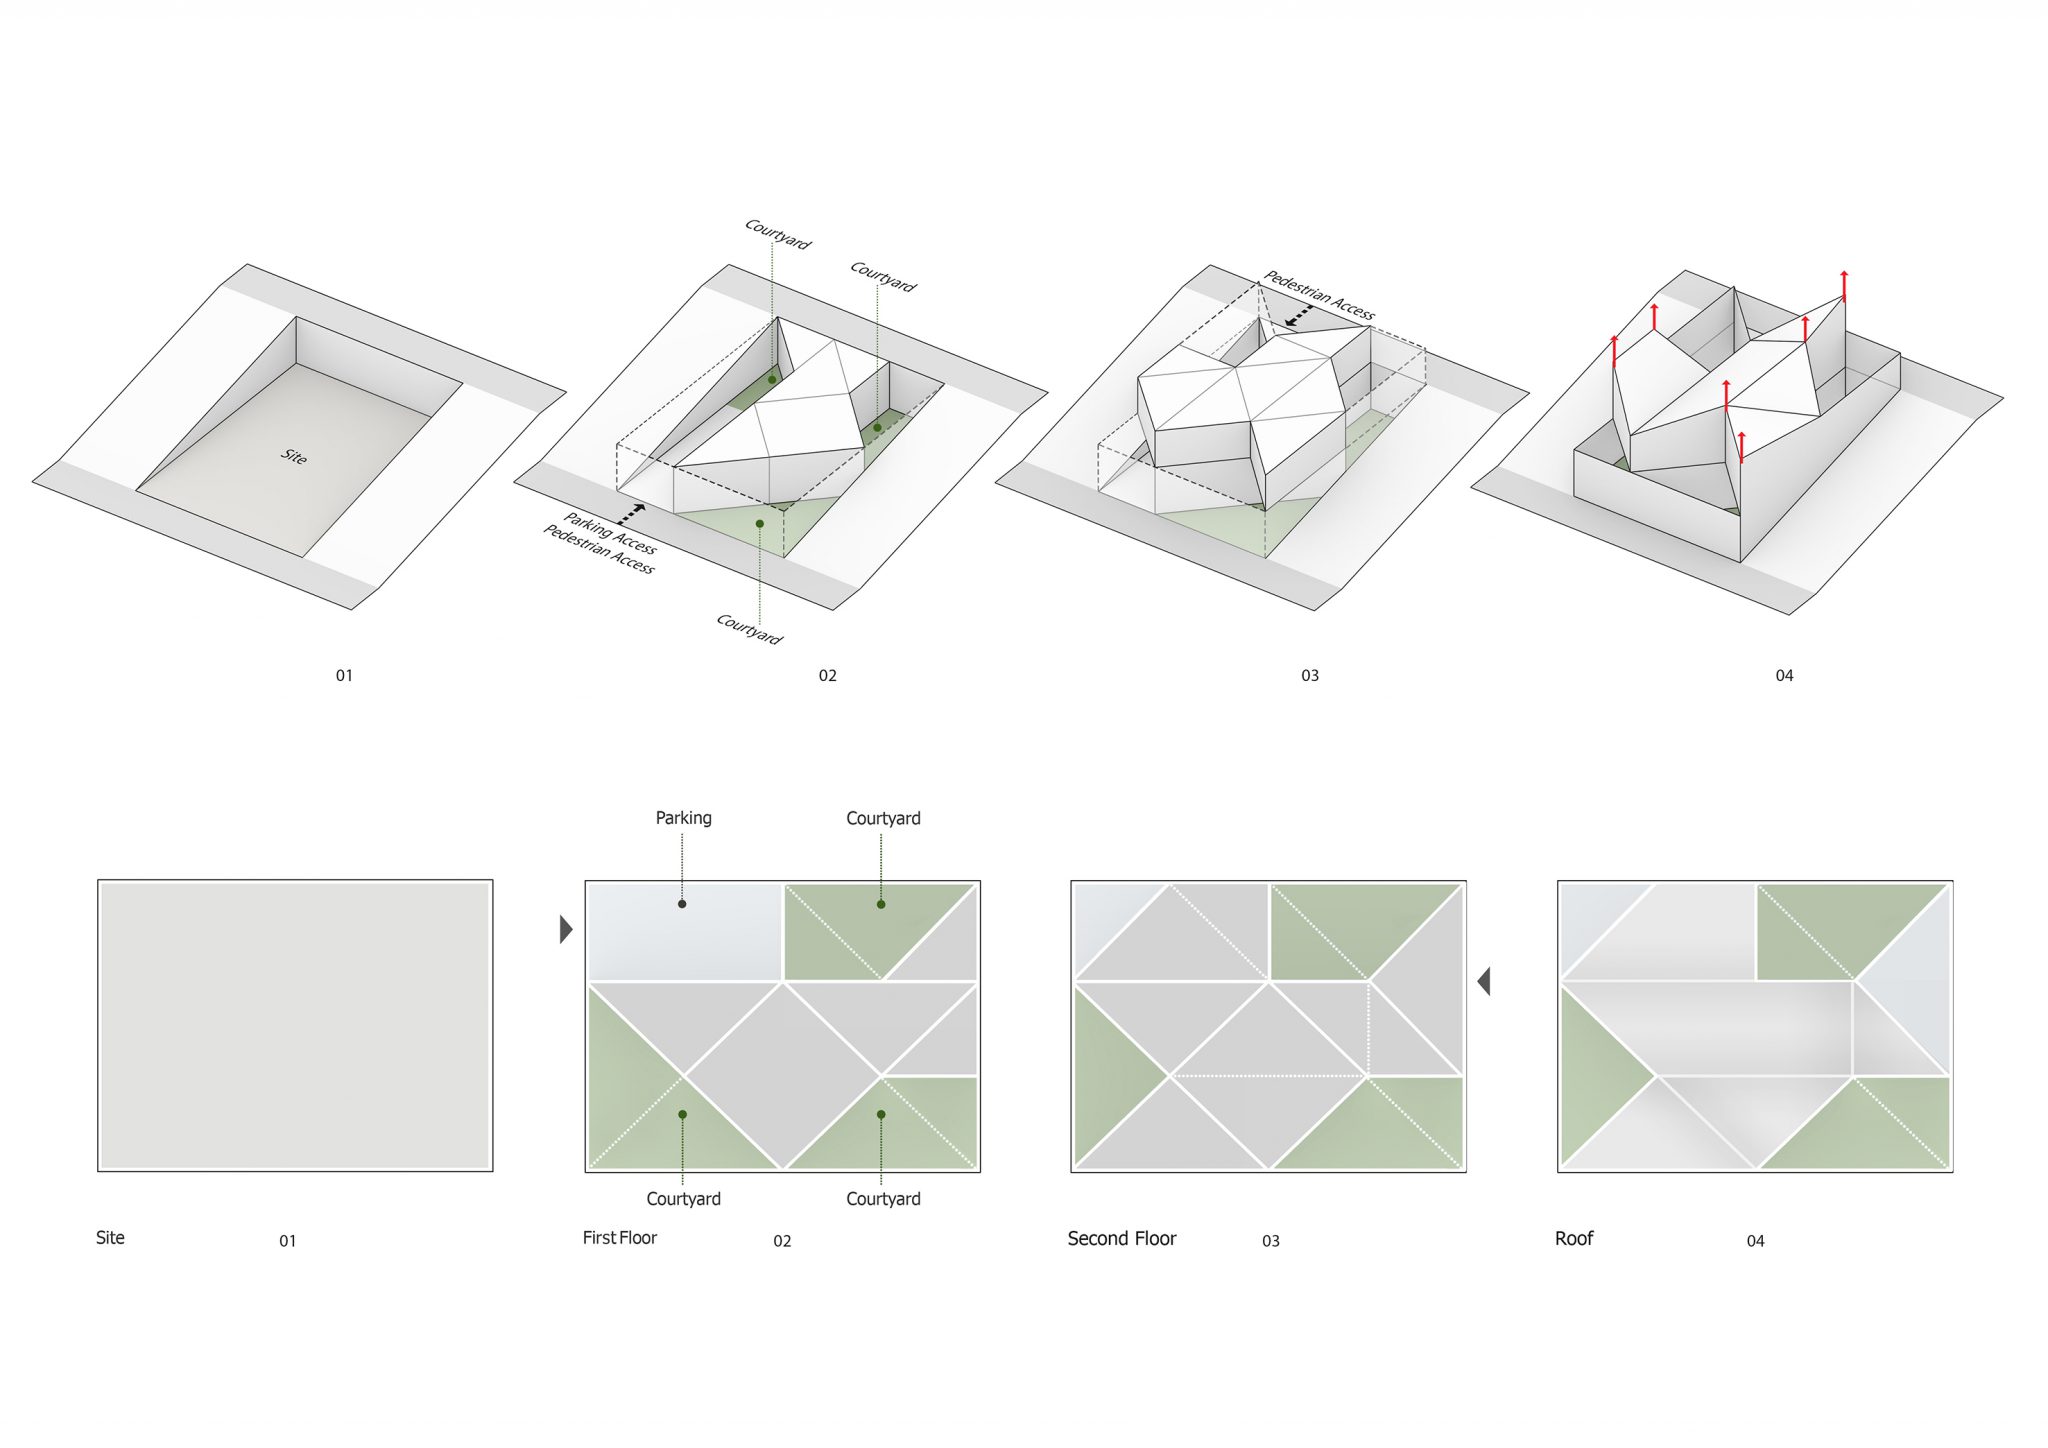 Courtyard
Courtyard
Pedestrian Access
Site
Parking Access
Pedestrian Access
Courtyard
01
02
03
04
Parking
Courtyard
Courtyard
Courtyard
Site
01
First Floor
02
Second Floor
03
Roof
04